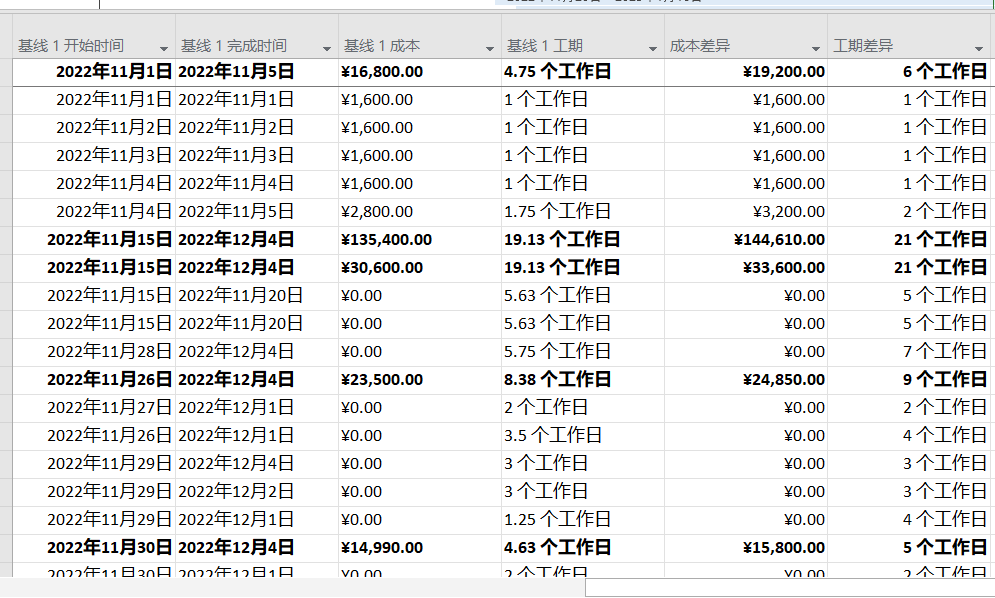 基线 1 开始时间 基线 1 完成时间 基线 1 成本 基线 1 工期 成本差异 工期差异
2022年11月1日 2022年11月5日 ¥16,800.00 4.75 个工作日 ¥19,200.00 6 个工作日
2022年11月1日 2022年11月1日 ¥1,600.00 1 个工作日 ¥1,600.00 1 个工作日
2022年11月2日 2022年11月2日 ¥1,600.00 1 个工作日 ¥1,600.00 1 个工作日
2022年11月3日 2022年11月3日 ¥1,600.00 1 个工作日 ¥1,600.00 1 个工作日
2022年11月4日 2022年11月4日 ¥1,600.00 1 个工作日 ¥1,600.00 1 个工作日
2022年11月4日 2022年11月5日 ¥2,800.00 1.75 个工作日 ¥3,200.00 2 个工作日
2022年11月15日 2022年12月4日 ¥135,400.00 19.13 个工作日 ¥144,610.00 21 个工作日
2022年11月15日 2022年12月4日 ¥30,600.00 19.13 个工作日 ¥33,600.00 21 个工作日
2022年11月15日 2022年11月20日 ¥0.00 5.63 个工作日 ¥0.00 5 个工作日
2022年11月15日 2022年11月20日 ¥0.00 5.63 个工作日 ¥0.00 5 个工作日
2022年11月28日 2022年12月4日 ¥0.00 5.75 个工作日 ¥0.00 7 个工作日
2022年11月26日 2022年12月4日 ¥23,500.00 8.38 个工作日 ¥24,850.00 9 个工作日
2022年11月27日 2022年12月1日 ¥0.00 2 个工作日 ¥0.00 2 个工作日
2022年11月26日 2022年12月1日 ¥0.00 3.5 个工作日 ¥0.00 4 个工作日
2022年11月29日 2022年12月4日 ¥0.00 3 个工作日 ¥0.00 3 个工作日
2022年11月29日 2022年12月2日 ¥0.00 3 个工作日 ¥0.00 3 个工作日
2022年11月29日 2022年12月1日 ¥0.00 1.25 个工作日 ¥0.00 4 个工作日
2022年11月30日 2022年12月4日 ¥14,990.00 4.63 个工作日 ¥15,800.00 5 个工作日
2022年11月30日 2022年12月1日 ¥0.00 2 个工作日 ¥0.00 2 个工作日